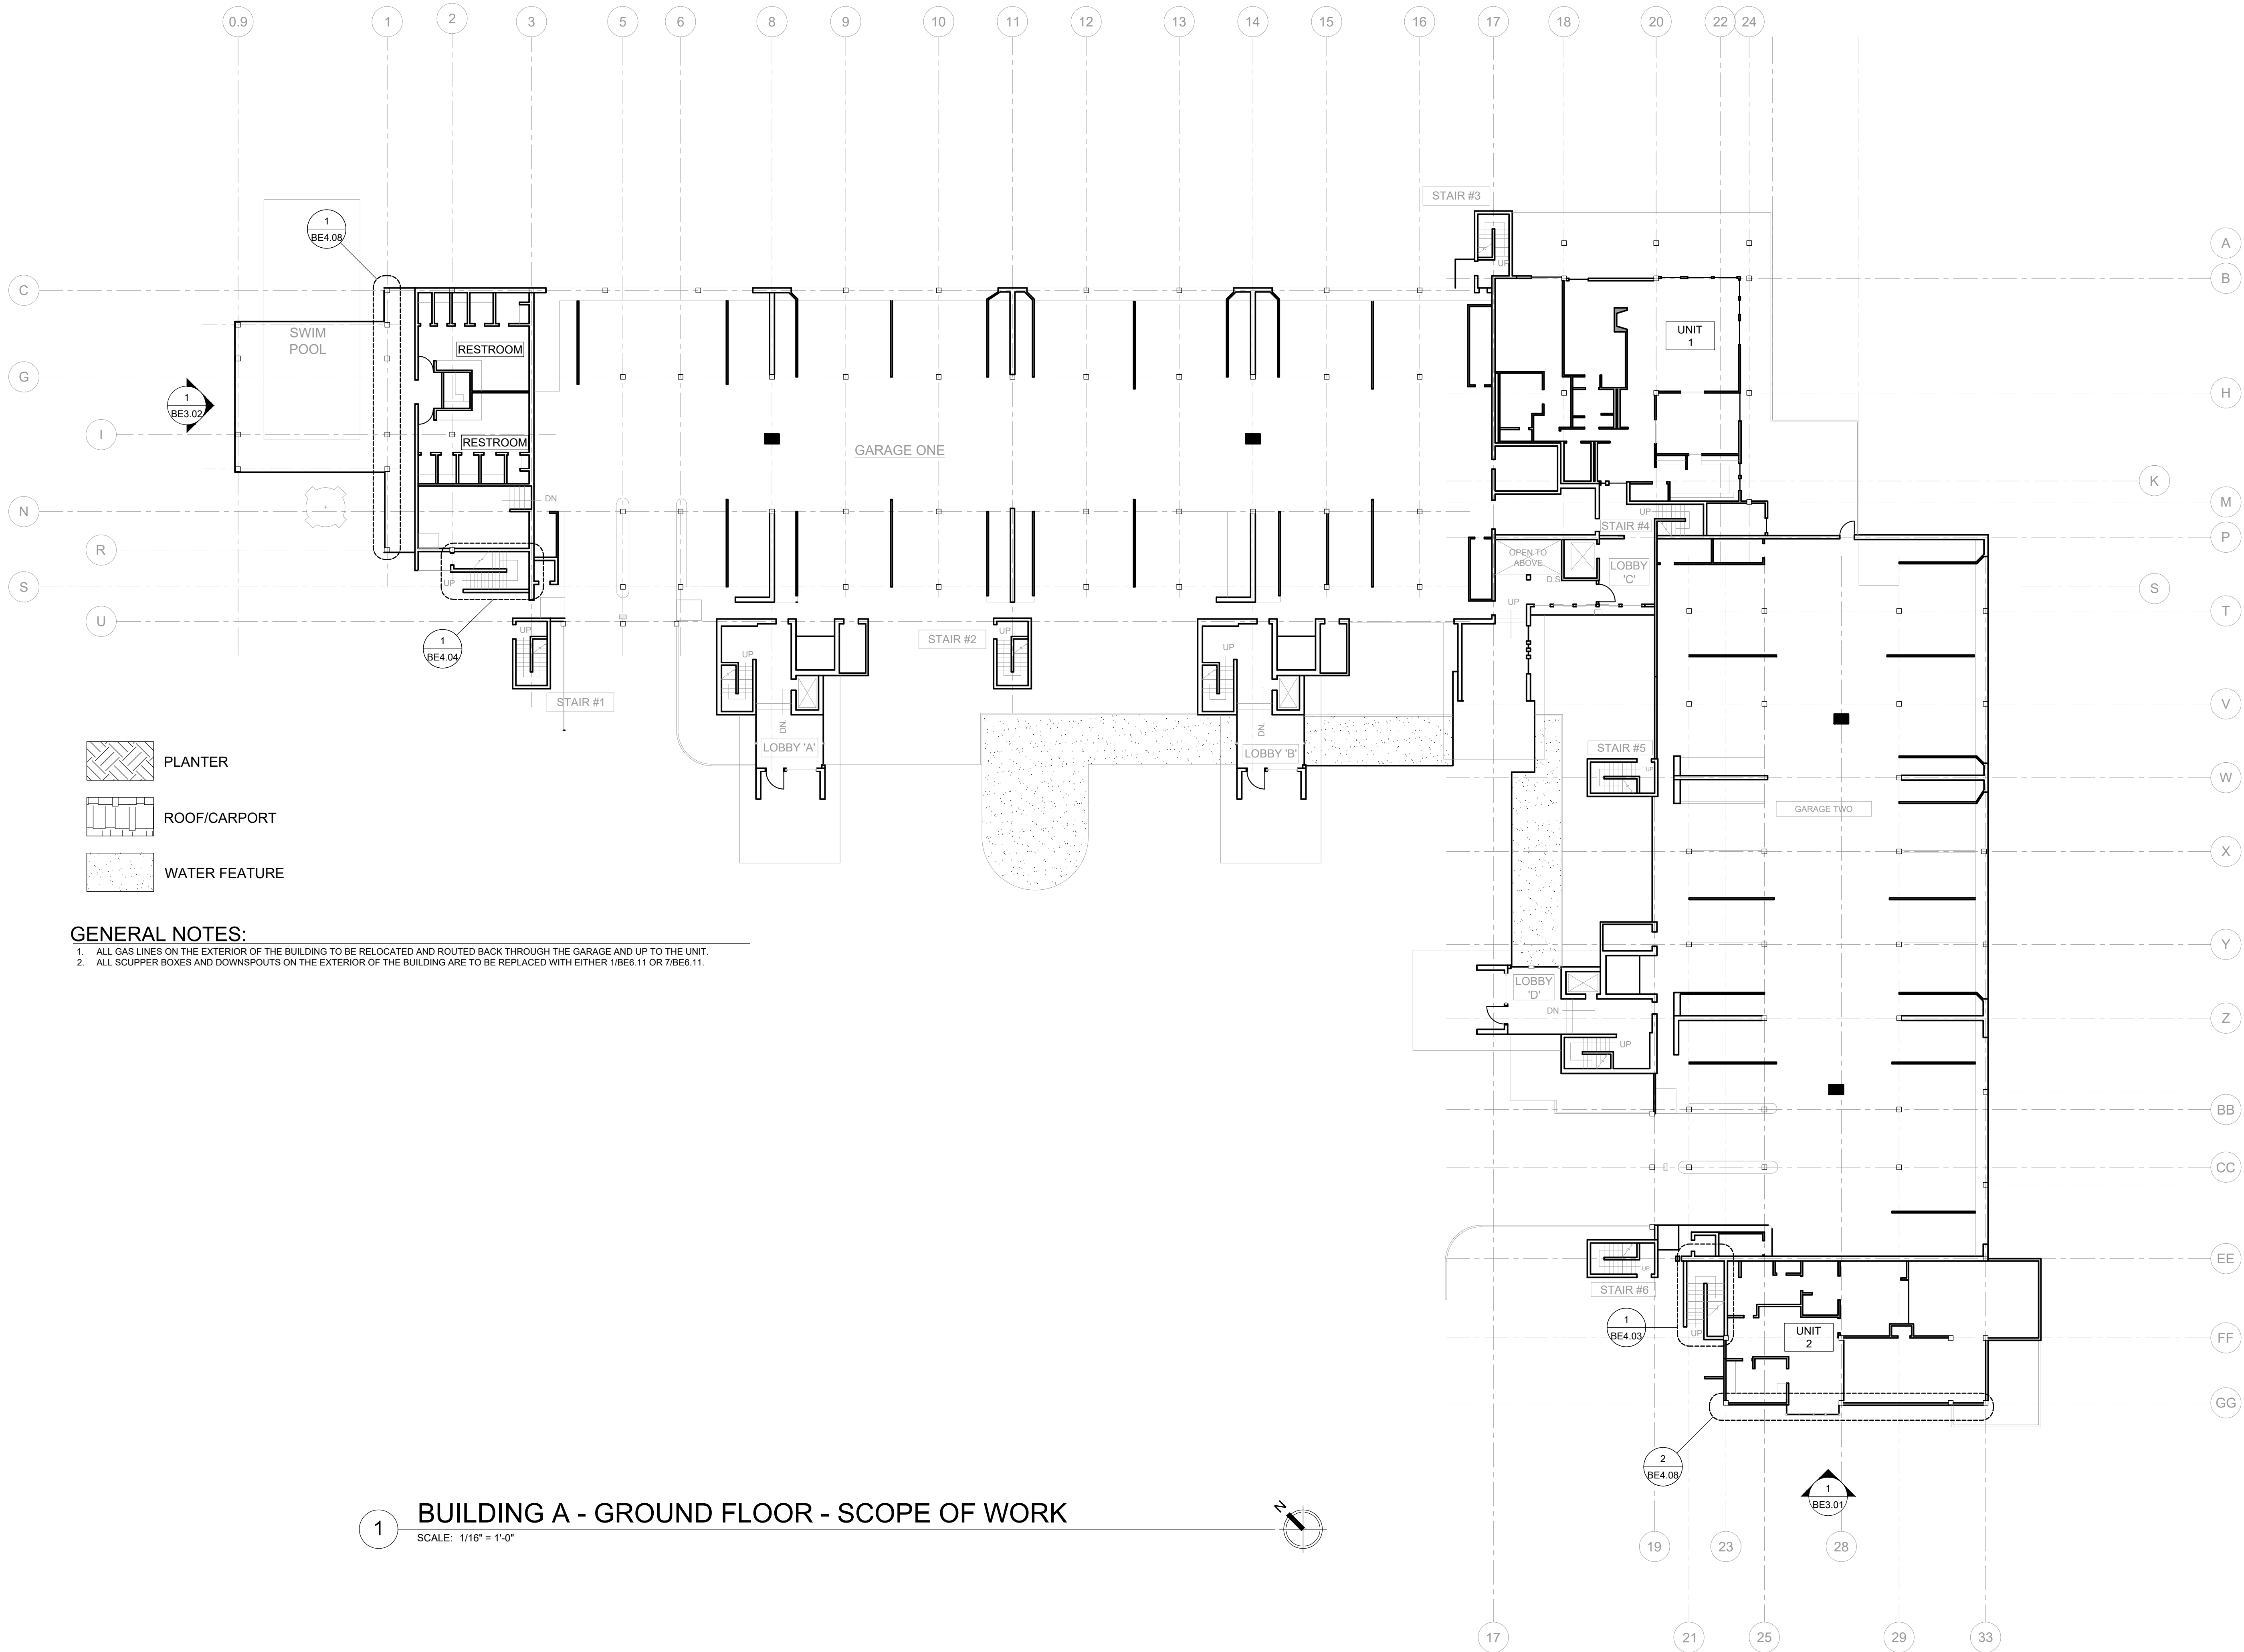 0.9
1
2
3
5
6
8
9
10
11
12
13
14
15
16
17
18
20
22
24
STAIR #3
1
BE4.08
A
UP
B
C
SWIM
POOL
UNIT
1
RESTROOM
G
H
1
BE3.02
I
RESTROOM
GARAGE ONE
K
DN
M
N
UP
STAIR #4
P
R
OPEN TO
ABOVE
LOBBY
'C'
D.S.
UP
S
S
UP
T
U
UP
UP
STAIR #2
1
BE4.04
UP
UP
STAIR #1
V
DN.
DN.
LOBBY 'A'
LOBBY 'B'
STAIR #5
PLANTER
UP
W
GARAGE TWO
ROOF/CARPORT
X
WATER FEATURE
GENERAL NOTES:
Y
1. ALL GAS LINES ON THE EXTERIOR OF THE BUILDING TO BE RELOCATED AND ROUTED BACK THROUGH THE GARAGE AND UP TO THE UNIT.
2. ALL SCUPPER BOXES AND DOWNSPOUTS ON THE EXTERIOR OF THE BUILDING ARE TO BE REPLACED WITH EITHER 1/BE6.11 OR 7/BE6.11.
LOBBY
'D'
DN.
Z
UP
BB
CC
EE
UP
STAIR #6
1
BE4.03
UP
UNIT
2
FF
GG
2
BE4.08
1
BE3.01
1
BUILDING A - GROUND FLOOR - SCOPE OF WORK
SCALE: 1/16" = 1'-0"
N
19
23
28
17
21
25
29
33